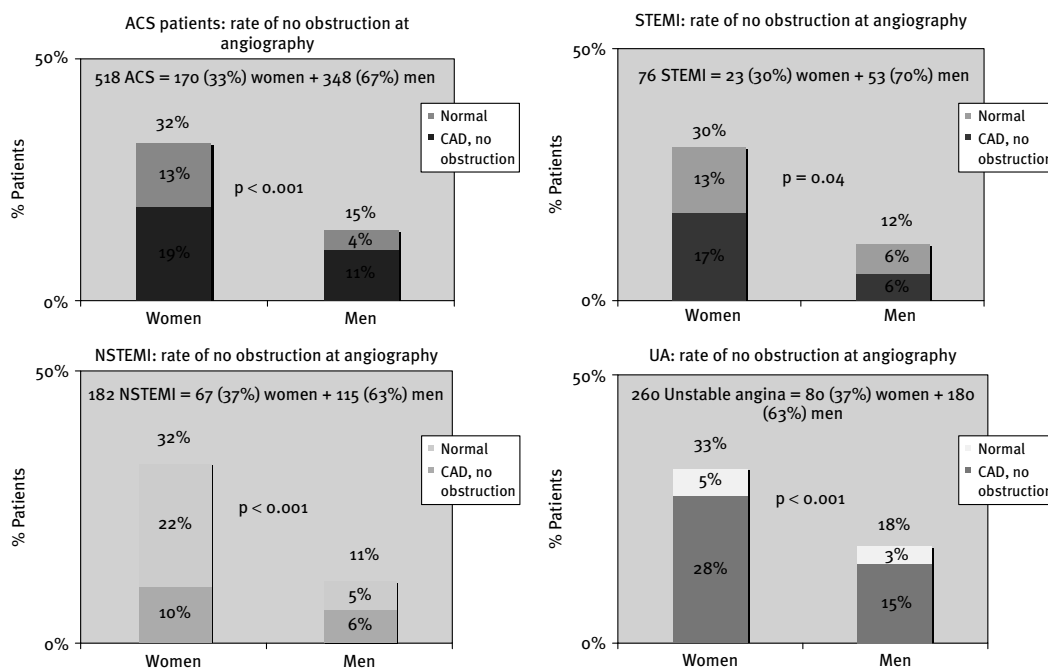 ACS patients: rate of no obstruction at
angiography
50%
518 ACS = 170 (33%) women + 348 (67%) men
Normal
CAD, no
obstruction
32%
13%
19%
p < 0.001
15%
4%
11%
% Patients
0%
Women
Men
STEMI: rate of no obstruction at angiography
50%
76 STEMI = 23 (30%) women + 53 (70%) men
Normal
CAD, no
obstruction
30%
13%
17%
p = 0.04
12%
6%
6%
% Patients
0%
Women
Men
NSTEMI: rate of no obstruction at angiography
50%
182 NSTEMI = 67 (37%) women + 115 (63%) men
32%
Normal
CAD, no
obstruction
22%
10%
p < 0.001
11%
5%
6%
% Patients
0%
Women
Men
UA: rate of no obstruction at angiography
50%
260 Unstable angina = 80 (37%) women + 180
(63%) men
33%
Normal
CAD, no
obstruction
5%
28%
p < 0.001
18%
3%
15%
% Patients
0%
Women
Men